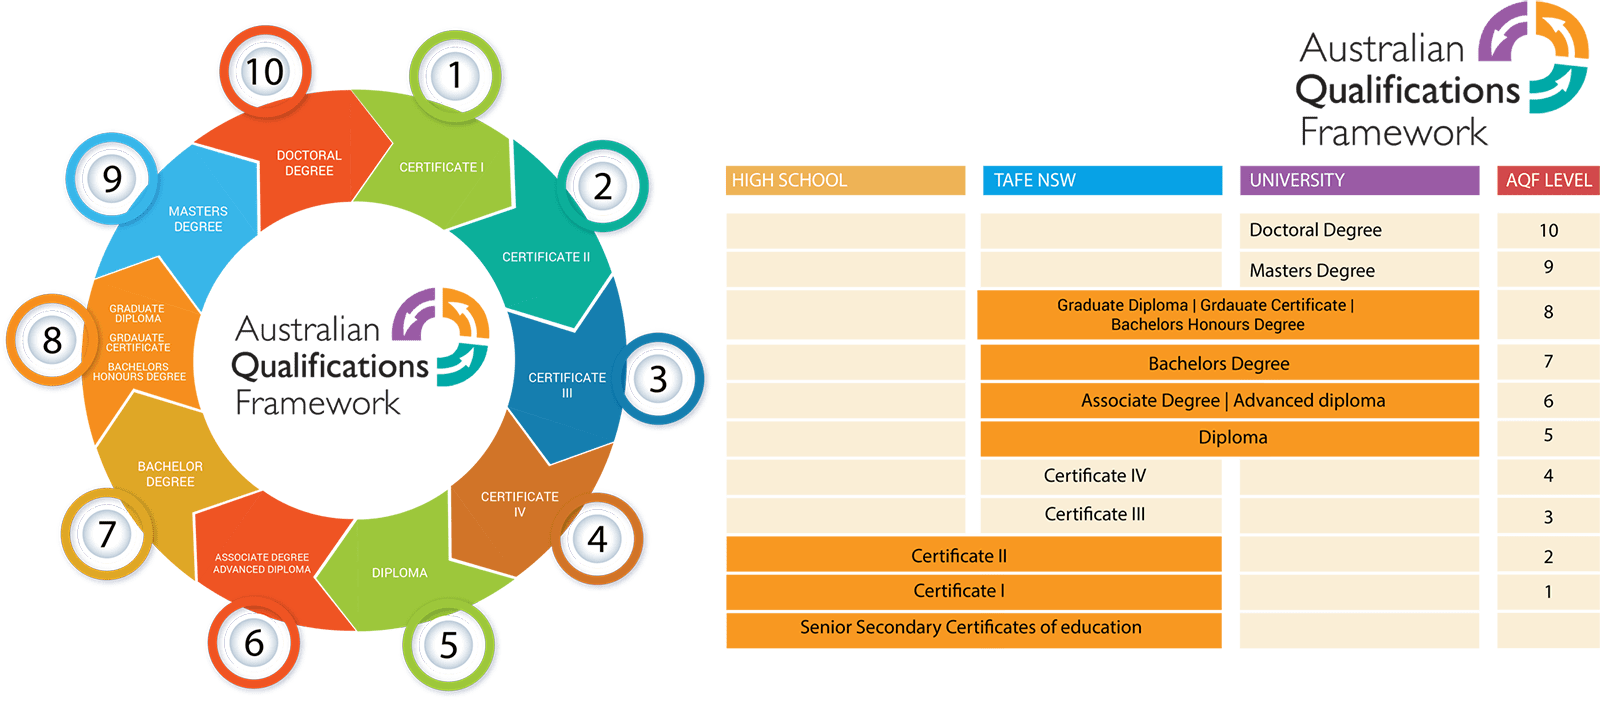 10
DOCTORAL
DEGREE
1
CERTIFICATE I
2
CERTIFICATE II
3
CERTIFICATE
III
4
CERTIFICATE
IV
5
DIPLOMA
6
ASSOCIATE DEGREE
ADVANCED DIPLOMA
7
BACHELOR
DEGREE
8
GRADUATE
DIPLOMA
GRDAUATE
CERTIFICATE
BACHELORS
HONOURS DEGREE
9
MASTERS
DEGREE
Australian
Qualifications
Framework
Australian
Qualifications
Framework
HIGH SCHOOL TAFE NSW UNIVERSITY AQF LEVEL
Doctoral Degree 10
Masters Degree 9
Graduate Diploma | Grdauate Certificate |
Bachelors Honours Degree
8
Bachelors Degree 7
Associate Degree | Advanced diploma 6
Diploma 5
Certificate IV 4
Certificate III 3
Certificate II 2
Certificate I 1
Senior Secondary Certificates of education